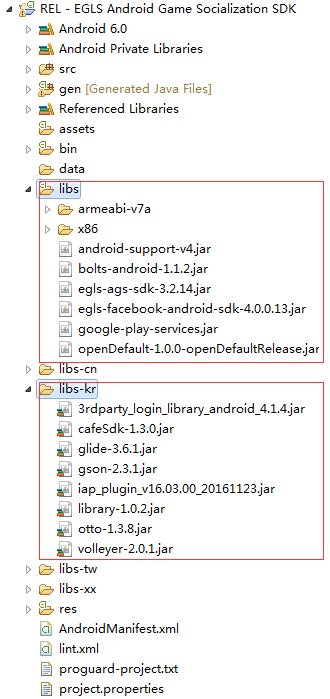 REL - EGLS Android Game Socialization SDK
Android 6.0
Android Private Libraries
src
gen [Generated Java Files]
Referenced Libraries
assets
bin
data
libs
armeabi-v7a
x86
android-support-v4.jar
bolts-android-1.1.2.jar
egls-ags-sdk-3.2.14.jar
egls-facebook-android-sdk-4.0.0.13.jar
google-play-services.jar
openDefault-1.0.0-openDefaultRelease.jar
libs-cn
libs-kr
3rdparty_login_library_android_4.1.4.jar
cafeSdk-1.3.0.jar
glide-3.6.1.jar
gson-2.3.1.jar
iap_plugin_v16.03.00_20161123.jar
library-1.0.2.jar
otto-1.3.8.jar
volleyer-2.0.1.jar
libs-tw
libs-xx
res
AndroidManifest.xml
lint.xml
proguard-project.txt
project.properties